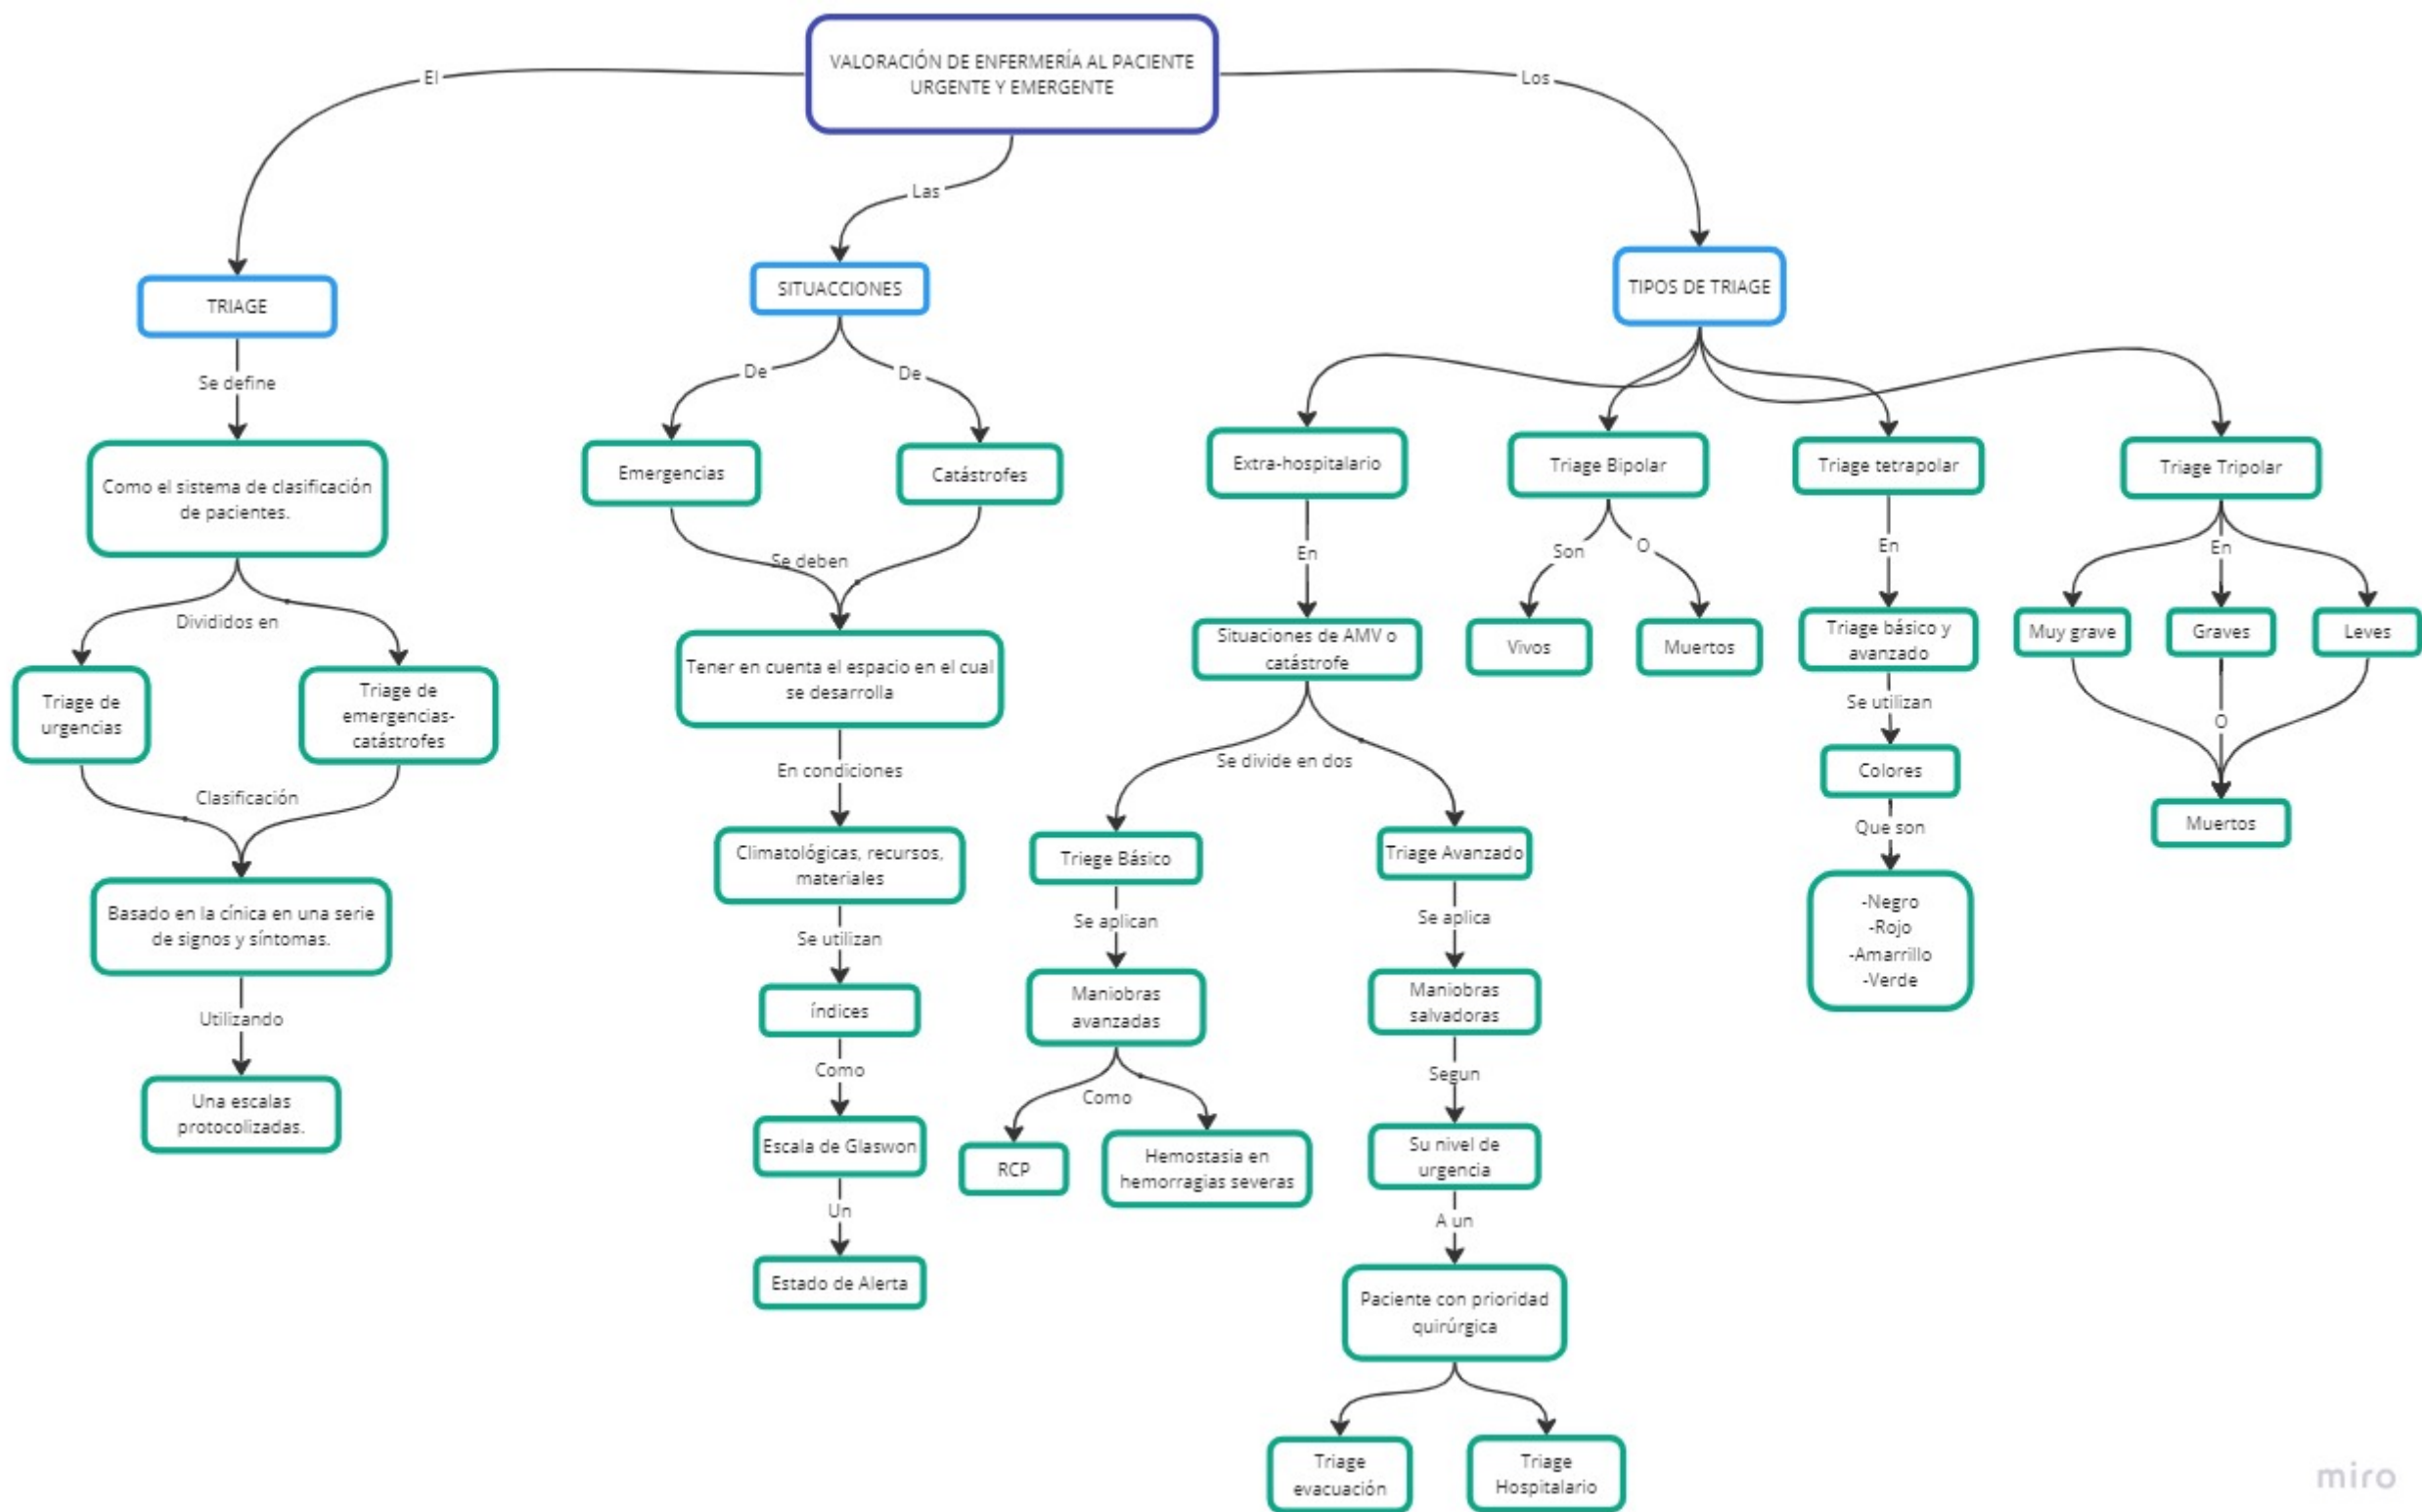 VALORACIÓN DE ENFERMERÍA AL PACIENTE
URGENTE Y EMERGENTE
El
Las
Los
TRIAGE
Se define
Como el sistema de clasificación
de pacientes.
Divididos en
Triage de
urgencias
Triage de
emergencias-
catástrofes
Clasificación
Basado en la cínica en una serie
de signos y síntomas.
Utilizando
Una escalas
protocolizadas.
SITUACCIONES
De
De
Emergencias
Catástrofes
Se deben
Tener en cuenta el espacio en el cual
se desarrolla
En condiciones
Climatológicas, recursos,
materiales
Se utilizan
índices
Como
Escala de Glaswon
Un
Estado de Alerta
TIPOS DE TRIAGE
Extra-hospitalario
En
Situaciones de AMV o
catástrofe
Se divide en dos
Triege Básico
Se aplican
Maniobras
avanzadas
Como
RCP
Hemostasia en
hemorragias severas
Triage Avanzado
Se aplica
Maniobras
salvadoras
Segun
Su nivel de
urgencia
A un
Paciente con prioridad
quirúrgica
Triage
evacuación
Triage
Hospitalario
Triage Bipolar
Son
O
Vivos
Muertos
Triage tetrapolar
En
Triage básico y
avanzado
Se utilizan
Colores
Que son
-Negro
-Rojo
-Amarrillo
-Verde
Triage Tripolar
En
Muy grave
Graves
Leves
O
Muertos
miro